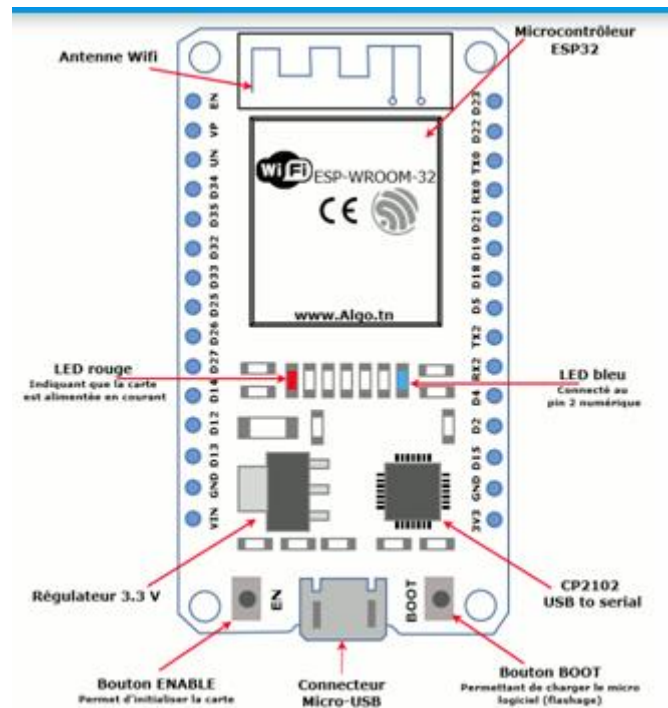 Antenne Wifi
Microcontrôleur
ESP32
EN
VP
UN
D34
D35
D32
D33
D25
D26
D27
D14
D12
D13
GND
VIN
WiFi ESP-WROOM-32
CE
www.Algo.tn
D23
D22
TX0
RX0
D21
D19
D18
D5
TX2
RX2
D4
D2
D15
GND
3V3
LED rouge
Indiquant que la carte
est alimentée en courant
LED bleu
Connecté au
pin 2 numérique
Régulateur 3.3 V
CP2102
USB to serial
EN
BOOT
Bouton ENABLE
Permet d'initialiser la carte
Connecteur
Micro-USB
Bouton BOOT
Permettant de charger le micro
logiciel (flashage)